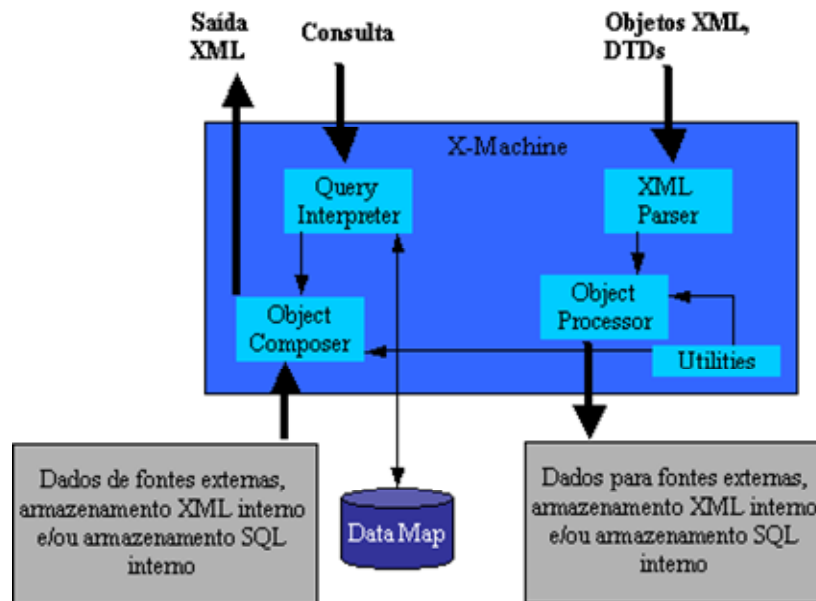 Saída
XML
Consulta
Objetos XML,
DTDs
X-Machine
Query
Interpreter
XML
Parser
Object
Composer
Object
Processor
Utilities
Dados de fontes externas,
armazenamento XML interno
e/ou armazenamento SQL
interno
Data Map
Dados para fontes externas,
armazenamento XML interno
e/ou armazenamento SQL
interno